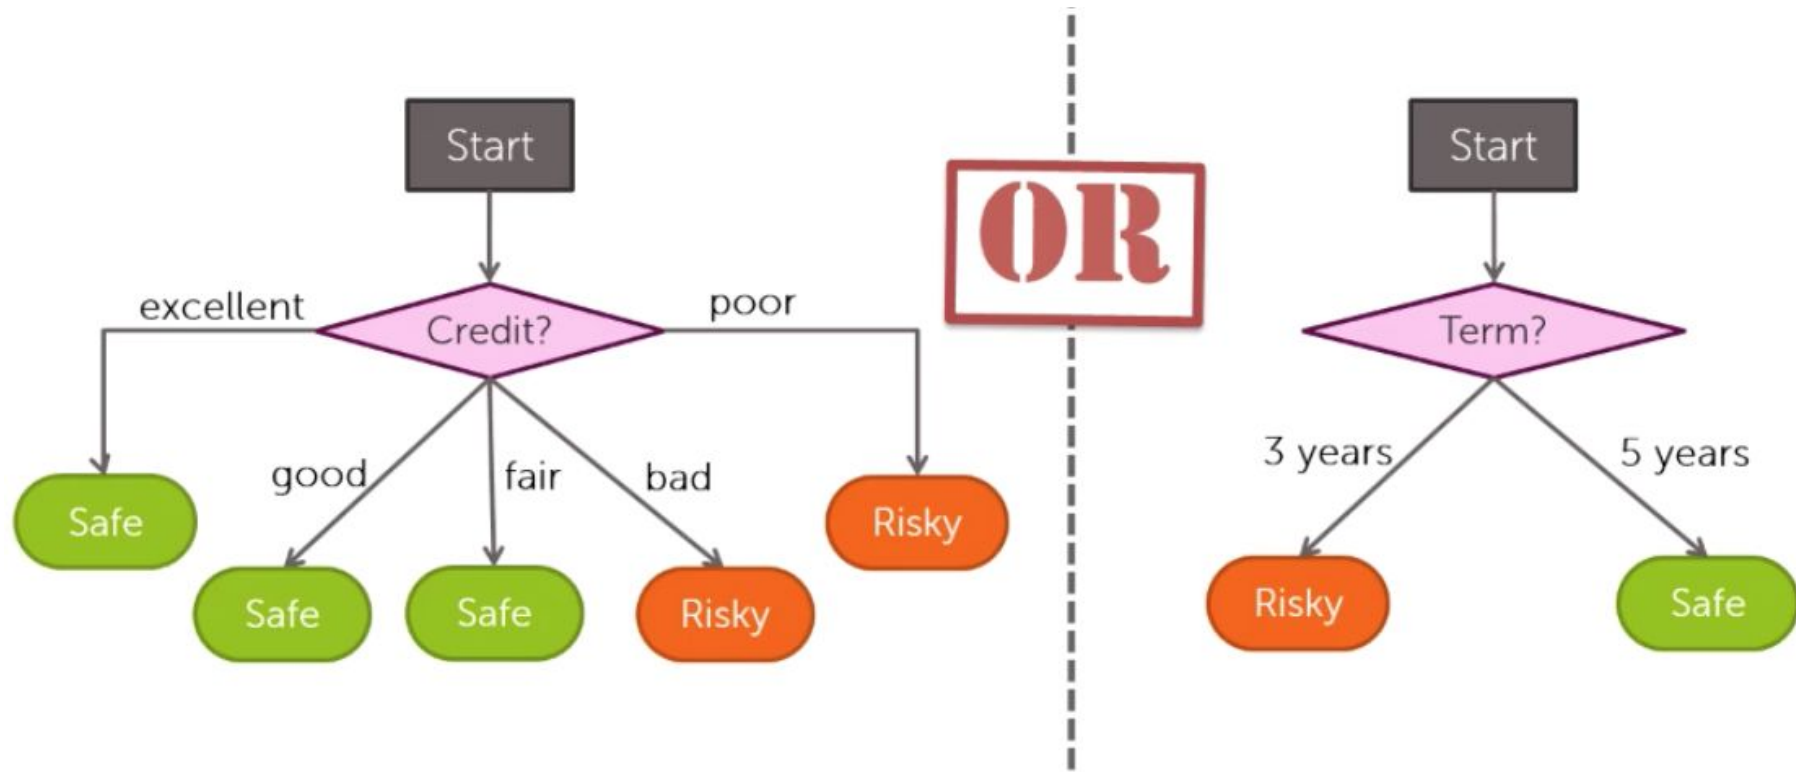 Start
excellent
Credit?
poor
good
fair
bad
Safe
Risky
Safe
Safe
Risky
OR
Start
Term?
3 years
5 years
Risky
Safe